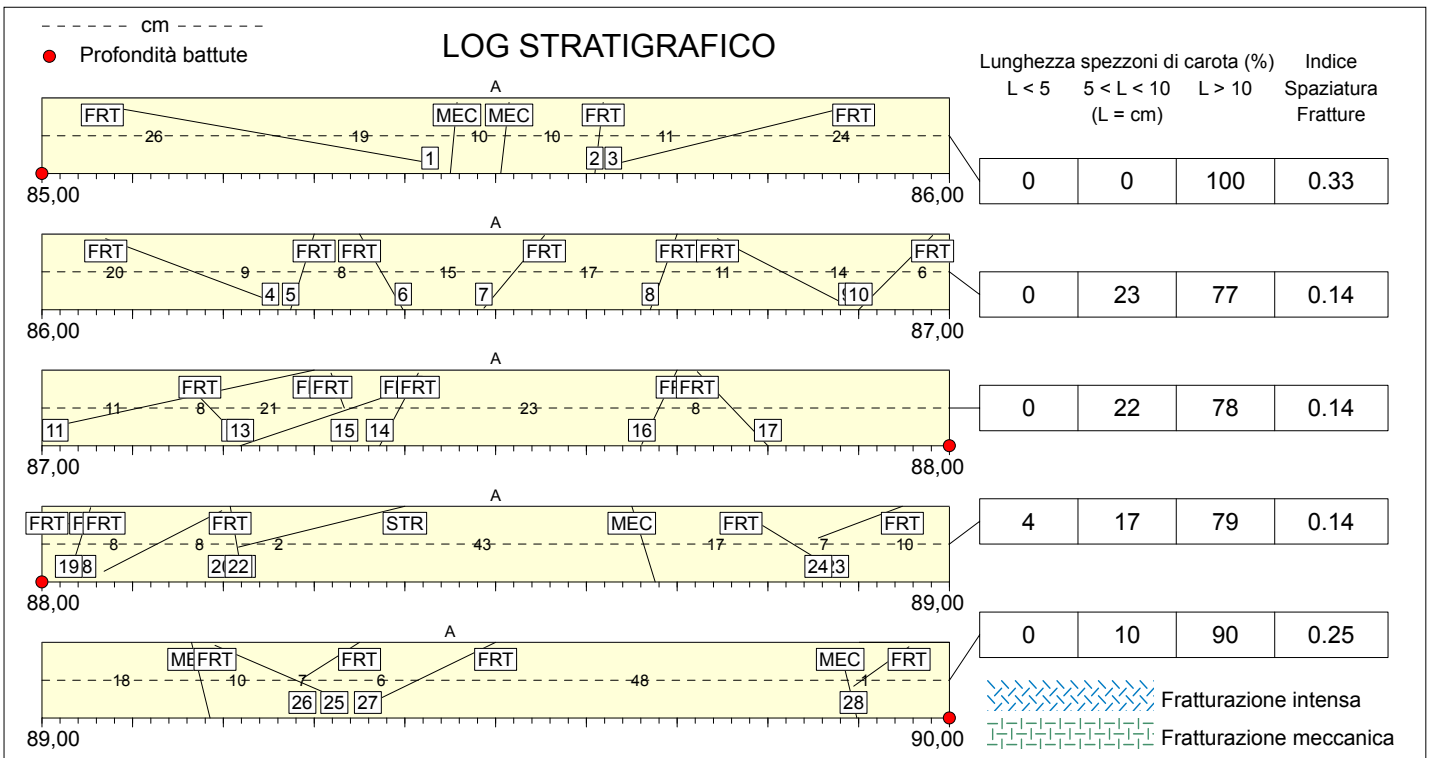 cm
Profondità battute
LOG STRATIGRAFICO
Lunghezza spezzoni di carota (%) Indice
L < 5 5 < L < 10 L > 10 Spaziatura
(L = cm) Fratture
A
FRT MEC MEC FRT FRT
26 19 10 10 11 24
1 2 3
85,00 86,00
0 0 100 0.33
A
FRT FRT FRT FRT FRT FRT FRT
20 9 8 15 17 11 14 6
4 5 6 7 8 10
86,00 87,00
0 23 77 0.14
A
FRT FRT FRT FRT
11 8 21 23 8
11 13 15 14 16 17
87,00 88,00
0 22 78 0.14
A
FRT FRT FRT STR MEC FRT FRT
8 8 2 43 17 7 10
19 22 24
88,00 89,00
4 17 79 0.14
A
FRT FRT FRT MEC FRT
18 10 7 6 48 1
26 25 27 28
89,00 90,00
0 10 90 0.25
Fratturazione intensa
Fratturazione meccanica